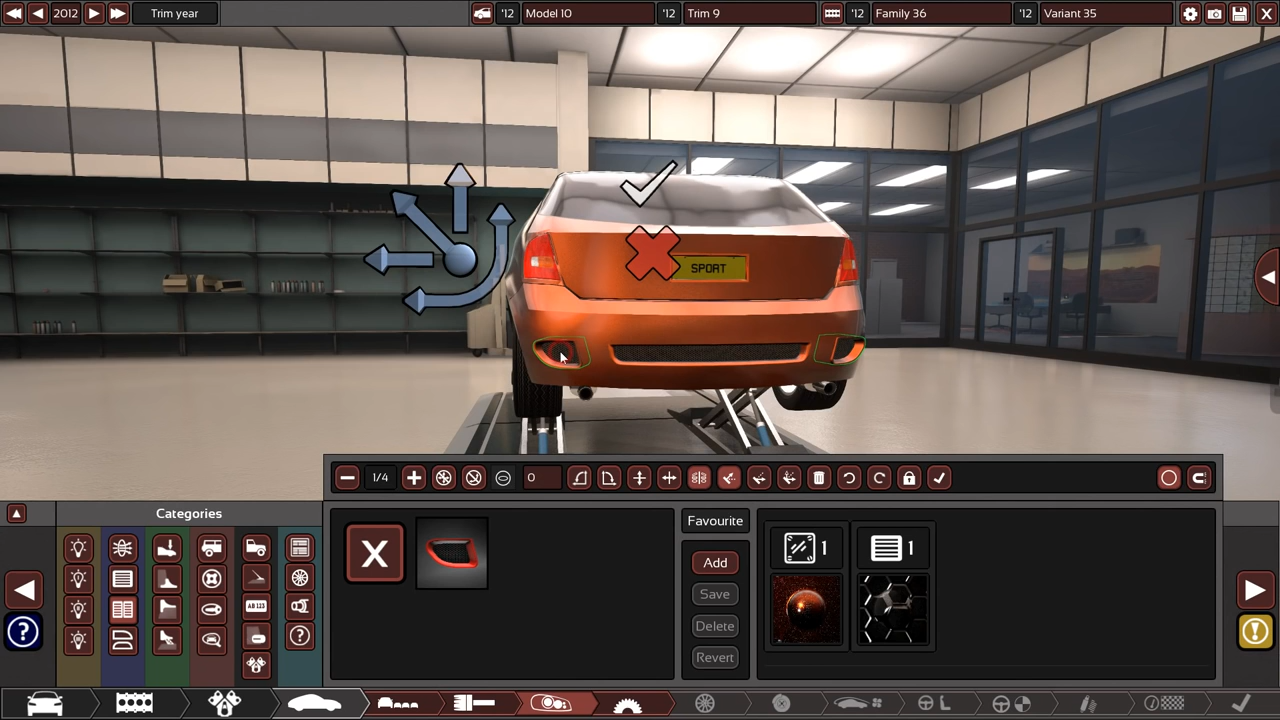 2012 Trim year '12 Model 10 '12 Trim 9 '12 Family 36 '12 Variant 35
SPORT
1/4 0
Categories
Favourite
X 1 1
Add
Save
AB 123
Delete
Revert